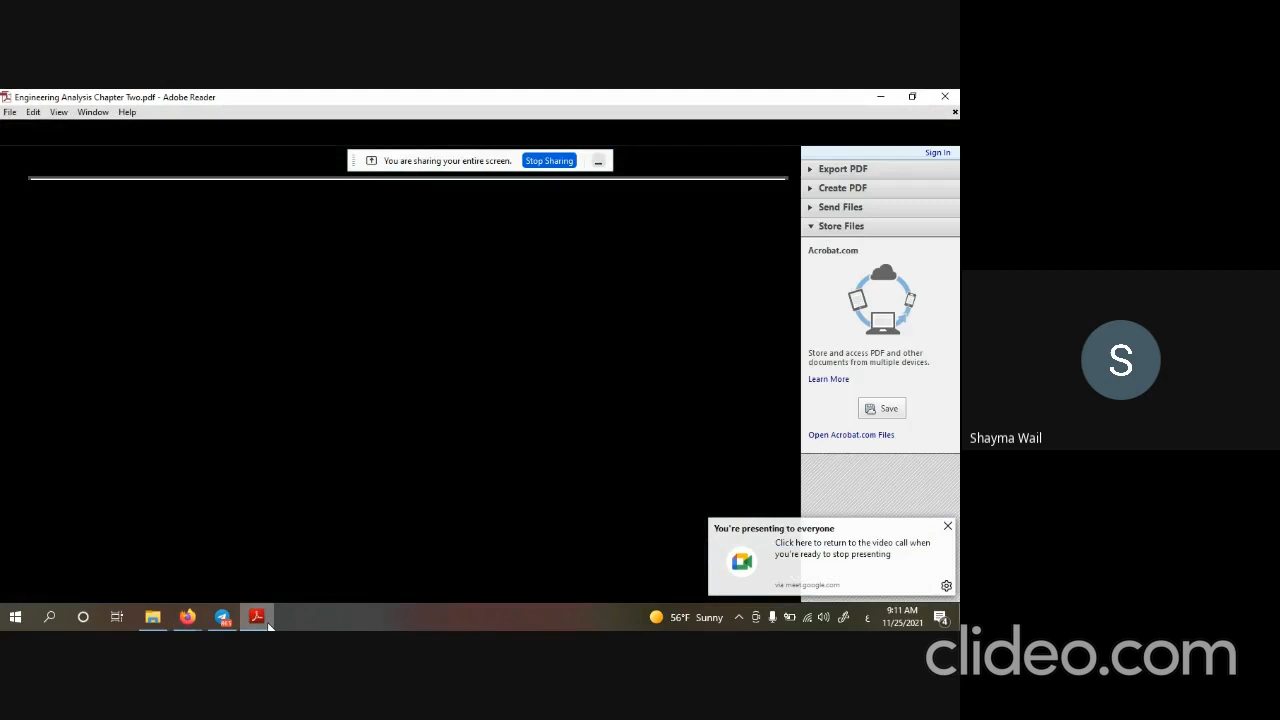 Engineering Analysis Chapter Two.pdf - Adobe Reader
File Edit View Window Help
You are sharing your entire screen. Stop Sharing
Sign In
Export PDF
Create PDF
Send Files
Store Files
Acrobat.com
Store and access PDF and other
documents from multiple devices.
Learn More
Save
Open Acrobat.com Files
S
Shayma Wail
You're presenting to everyone
Click here to return to the video call when
you're ready to stop presenting
via meet.google.com
56°F Sunny
ع
9:11 AM
11/25/2021
4
clideo.com